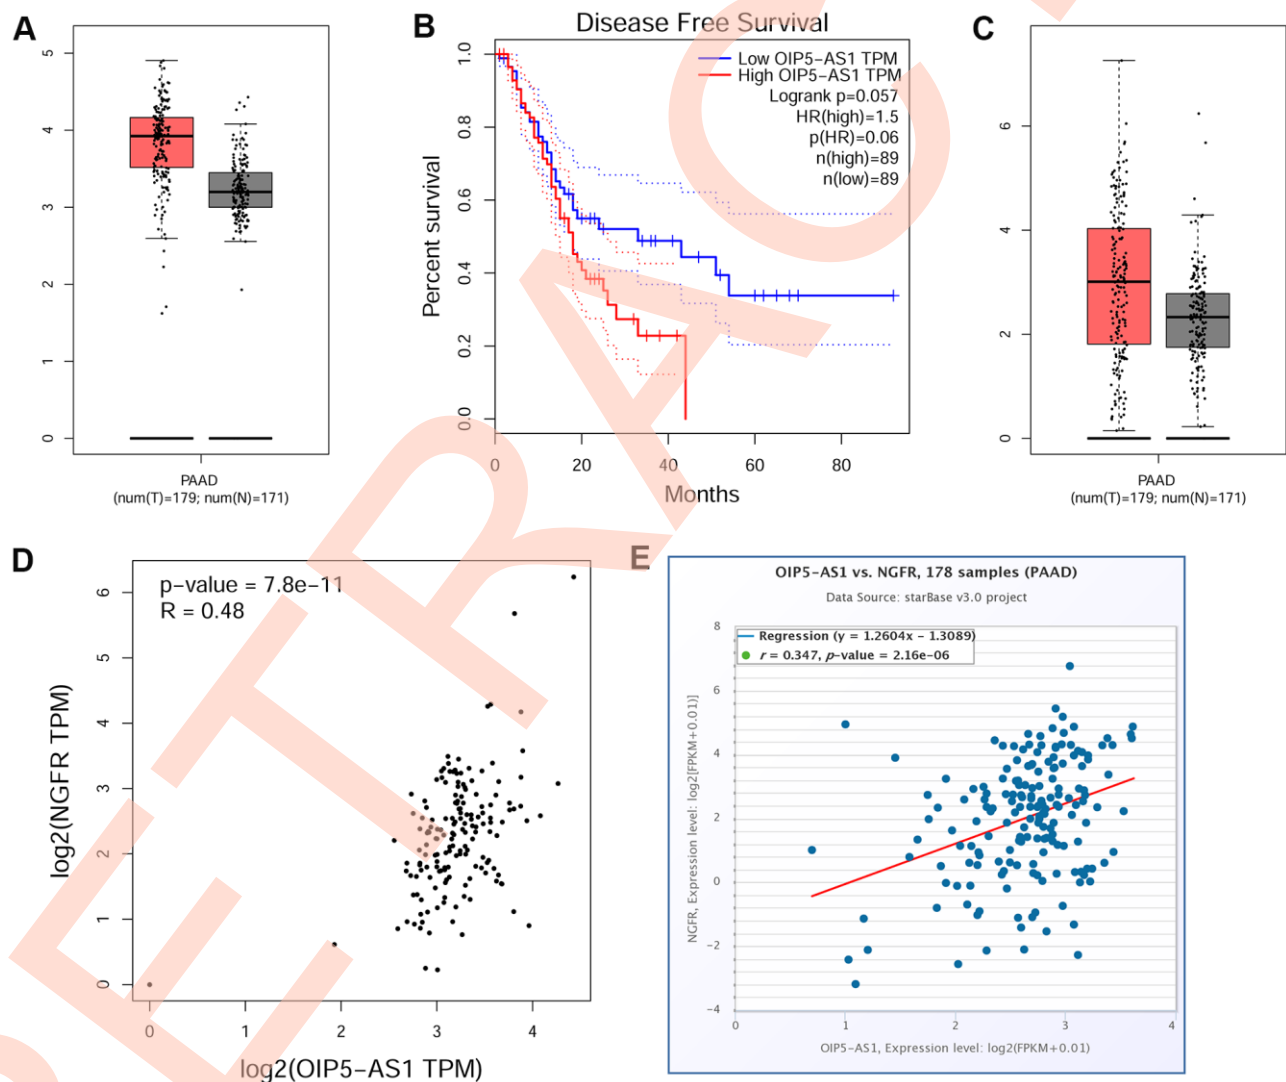 A
5
4
3
2
1
0
PAAD
(num(T)=179; num(N)=171)
B
Disease Free Survival
Low OIP5−AS1 TPM
High OIP5−AS1 TPM
Logrank p=0.057
HR(high)=1.5
p(HR)=0.06
n(high)=89
n(low)=89
Percent survival
1.0
0.8
0.6
0.4
0.2
0.0
0 20 40 60 80
Months
C
6
4
2
0
PAAD
(num(T)=179; num(N)=171)
D
p−value = 7.8e−11
R = 0.48
log2(NGFR TPM)
6
5
4
3
2
1
0
0 1 2 3 4
log2(OIP5−AS1 TPM)
E
OIP5-AS1 vs. NGFR, 178 samples (PAAD)
Data Source: starBase v3.0 project
Regression (y = 1.2604x − 1.3089)
r = 0.347, p-value = 2.16e-06
NGFR, Expression level: log2[FPKM+0.01)]
8
6
4
2
0
−2
−4
0 1 2 3 4
OIP5-AS1, Expression level: log2(FPKM+0.01)
RETRAC